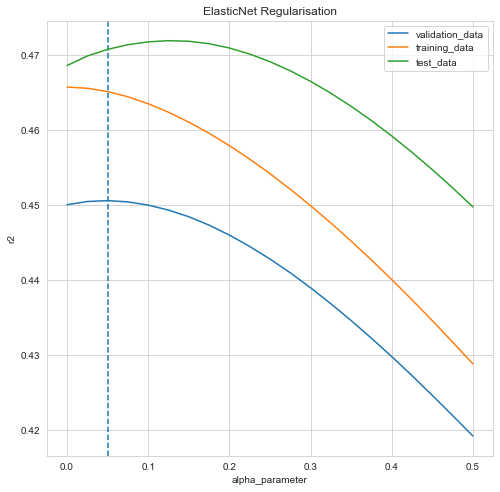 ElasticNet Regularisation
validation_data
training_data
test_data
r2
0.47
0.46
0.45
0.44
0.43
0.42
0.0 0.1 0.2 0.3 0.4 0.5
alpha_parameter